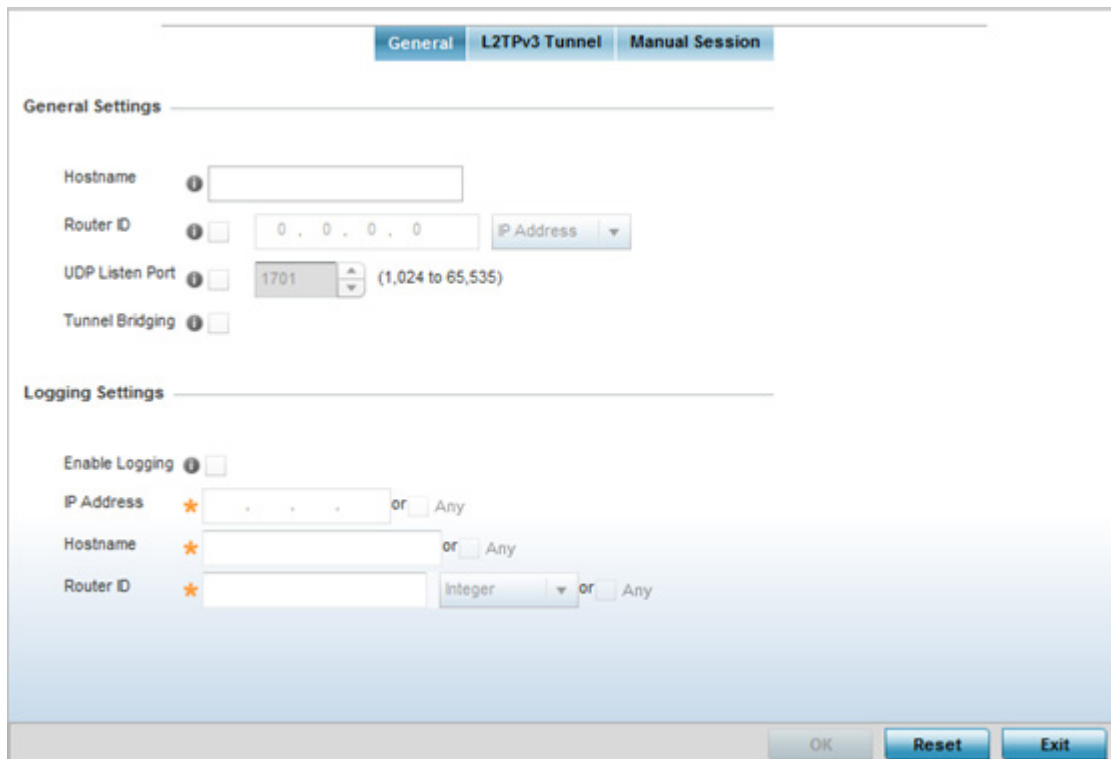 General L2TPv3 Tunnel Manual Session
General Settings
Hostname
Router ID 0 . 0 . 0 . 0 IP Address
UDP Listen Port 1701 (1,024 to 65,535)
Tunnel Bridging
Logging Settings
Enable Logging
IP Address * . . . or Any
Hostname * or Any
Router ID * Integer or Any
OK Reset Exit